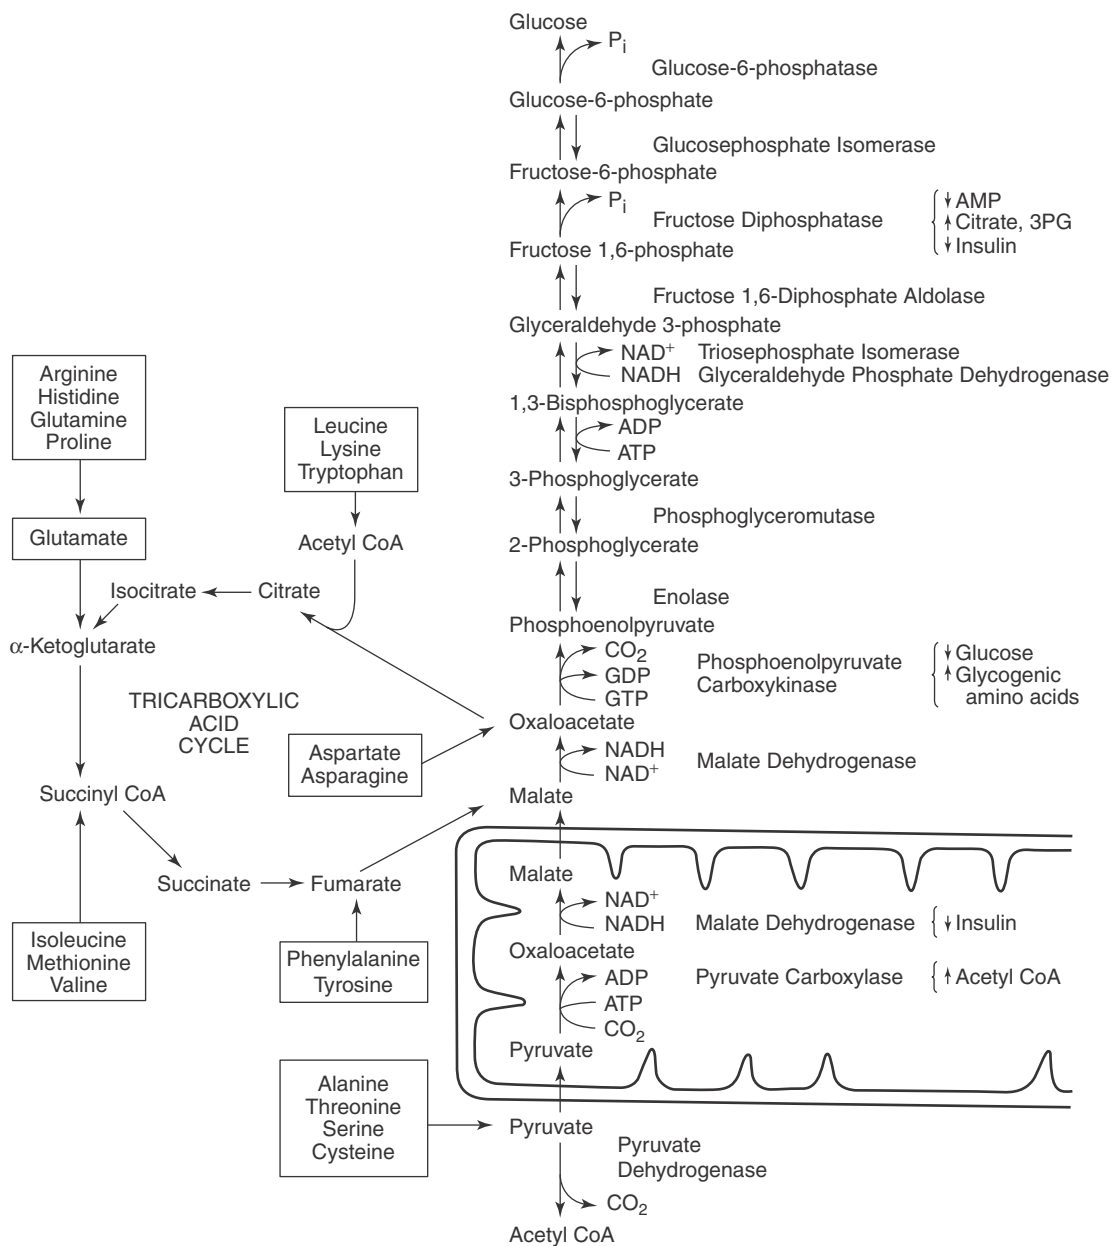 Glucose
Pi
Glucose-6-phosphatase
Glucose-6-phosphate
Glucosephosphate Isomerase
Fructose-6-phosphate
Pi
Fructose Diphosphatase
↓ AMP
↑ Citrate, 3PG
↓ Insulin
Fructose 1,6-phosphate
Fructose 1,6-Diphosphate Aldolase
Glyceraldehyde 3-phosphate
NAD+
NADH
Triosephosphate Isomerase
Glyceraldehyde Phosphate Dehydrogenase
1,3-Bisphosphoglycerate
ADP
ATP
3-Phosphoglycerate
Phosphoglyceromutase
2-Phosphoglycerate
Enolase
Phosphoenolpyruvate
CO2
GDP
GTP
Phosphoenolpyruvate
Carboxykinase
↓ Glucose
↑ Glycogenic
amino acids
Oxaloacetate
NADH
NAD+
Malate Dehydrogenase
Malate
Malate
NAD+
NADH
Malate Dehydrogenase
↓ Insulin
Oxaloacetate
ADP
ATP
CO2
Pyruvate Carboxylase
↑ Acetyl CoA
Pyruvate
Pyruvate
Pyruvate
Dehydrogenase
CO2
Acetyl CoA
Arginine
Histidine
Glutamine
Proline
Glutamate
Leucine
Lysine
Tryptophan
Acetyl CoA
Isocitrate
Citrate
α-Ketoglutarate
TRICARBOXYLIC
ACID
CYCLE
Aspartate
Asparagine
Succinyl CoA
Succinate
Fumarate
Isoleucine
Methionine
Valine
Phenylalanine
Tyrosine
Alanine
Threonine
Serine
Cysteine